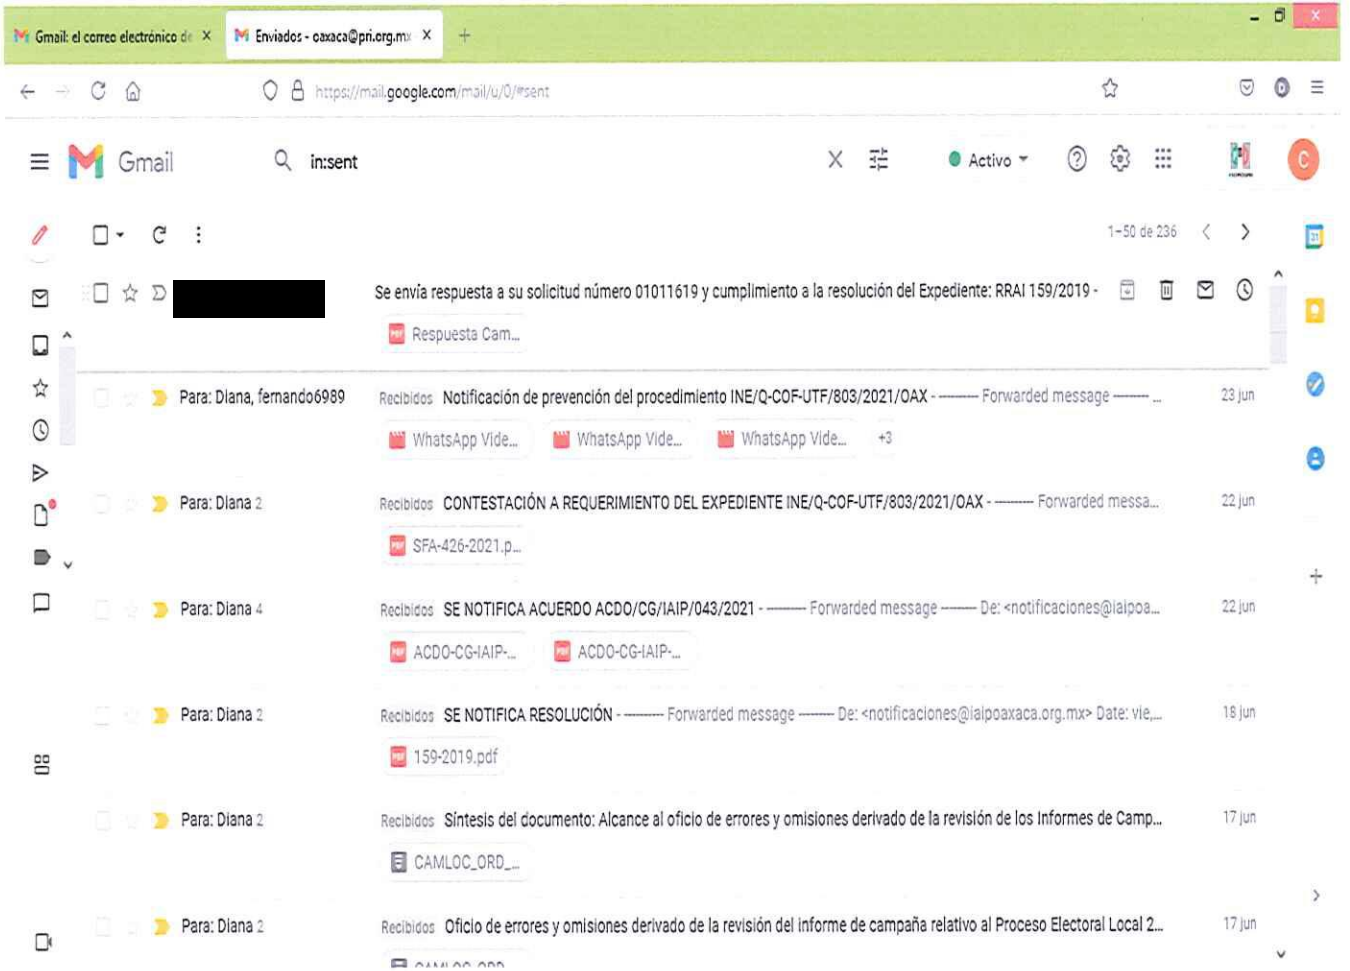 Gmail: el correo electrónico de X Enviados - oaxaca@pri.org.mx X +
https://mail.google.com/mail/u/0/#sent
Gmail in:sent Activo C
1–50 de 236
Se envía respuesta a su solicitud número 01011619 y cumplimiento a la resolución del Expediente: RRAI 159/2019 -
PDF Respuesta Cam...
Para: Diana, fernando6989 Recibidos Notificación de prevención del procedimiento INE/Q-COF-UTF/803/2021/OAX - ---------- Forwarded message --------- ... 23 jun
WhatsApp Vide... WhatsApp Vide... WhatsApp Vide... +3
Para: Diana 2 Recibidos CONTESTACIÓN A REQUERIMIENTO DEL EXPEDIENTE INE/Q-COF-UTF/803/2021/OAX - ---------- Forwarded messa... 22 jun
PDF SFA-426-2021.p...
Para: Diana 4 Recibidos SE NOTIFICA ACUERDO ACDO/CG/IAIP/043/2021 - ---------- Forwarded message --------- De: <notificaciones@iaipoa... 22 jun
PDF ACDO-CG-IAIP-... PDF ACDO-CG-IAIP-...
Para: Diana 2 Recibidos SE NOTIFICA RESOLUCIÓN - ---------- Forwarded message --------- De: <notificaciones@iaipoaxaca.org.mx> Date: vie,... 18 jun
PDF 159-2019.pdf
Para: Diana 2 Recibidos Síntesis del documento: Alcance al oficio de errores y omisiones derivado de la revisión de los Informes de Camp... 17 jun
CAMLOC_ORD_...
Para: Diana 2 Recibidos Oficio de errores y omisiones derivado de la revisión del informe de campaña relativo al Proceso Electoral Local 2... 17 jun